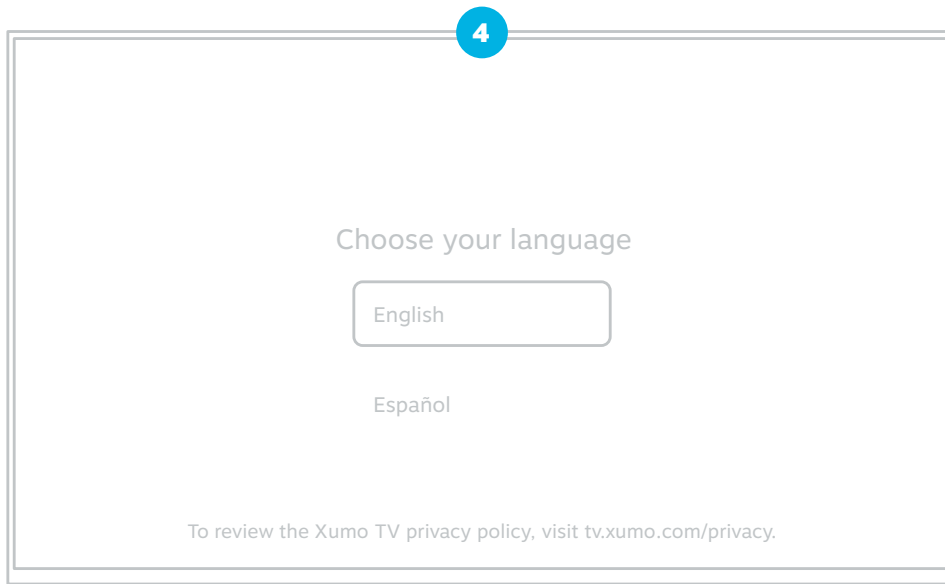 4
Choose your language
English
Español
To review the Xumo TV privacy policy, visit tv.xumo.com/privacy.